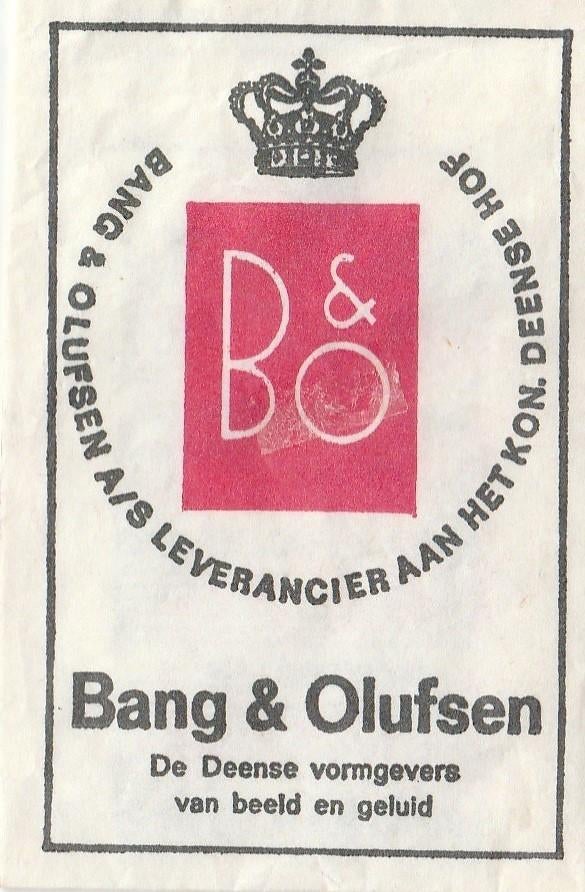 BANG & OLUFSEN A/S LEVERANCIER AAN HET KON. DEENSE HOF
B&O
Bang & Olufsen
De Deense vormgevers
van beeld en geluid